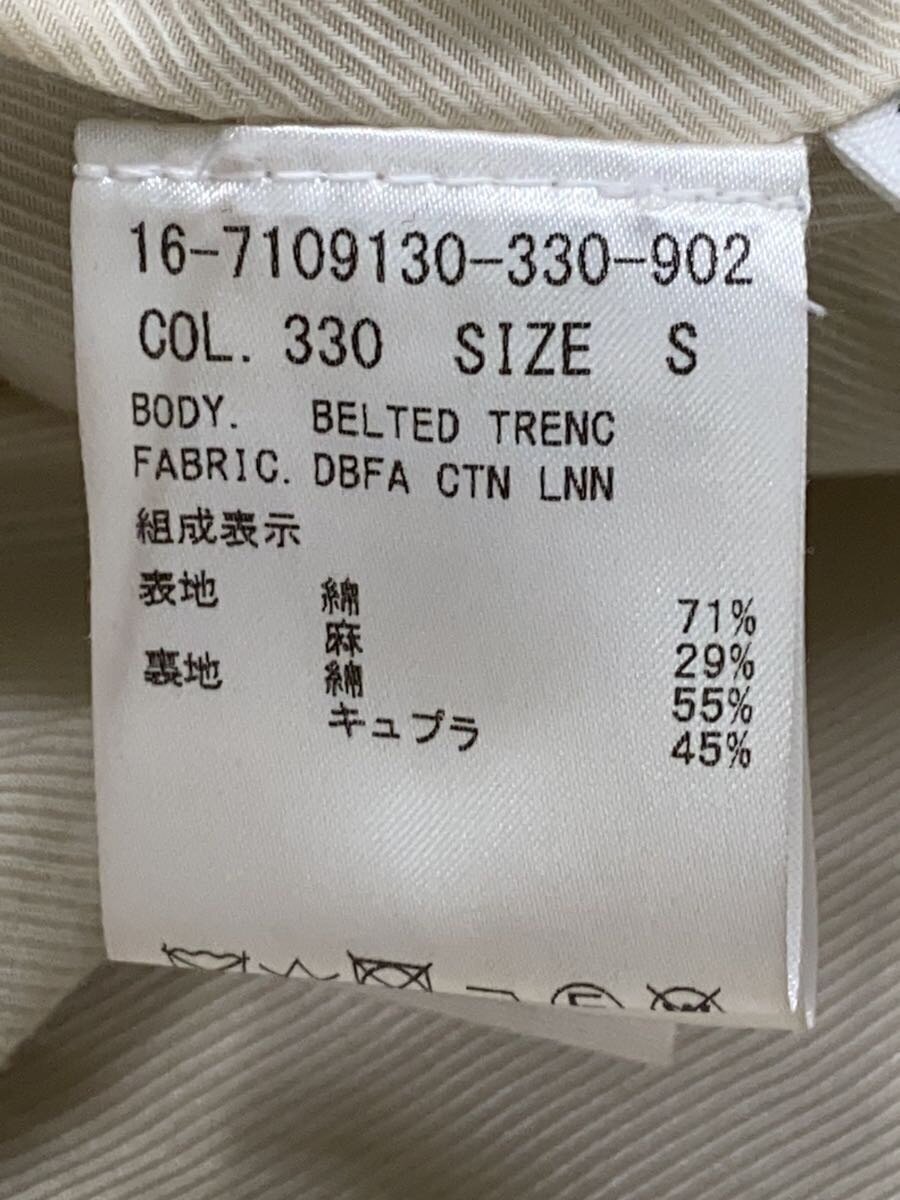 16-7109130-330-902
COL. 330 SIZE S
BODY. BELTED TRENC
FABRIC. DBFA CTN LNN
組成表示
表地 綿 71%
麻 29%
裏地 綿 55%
キュプラ 45%